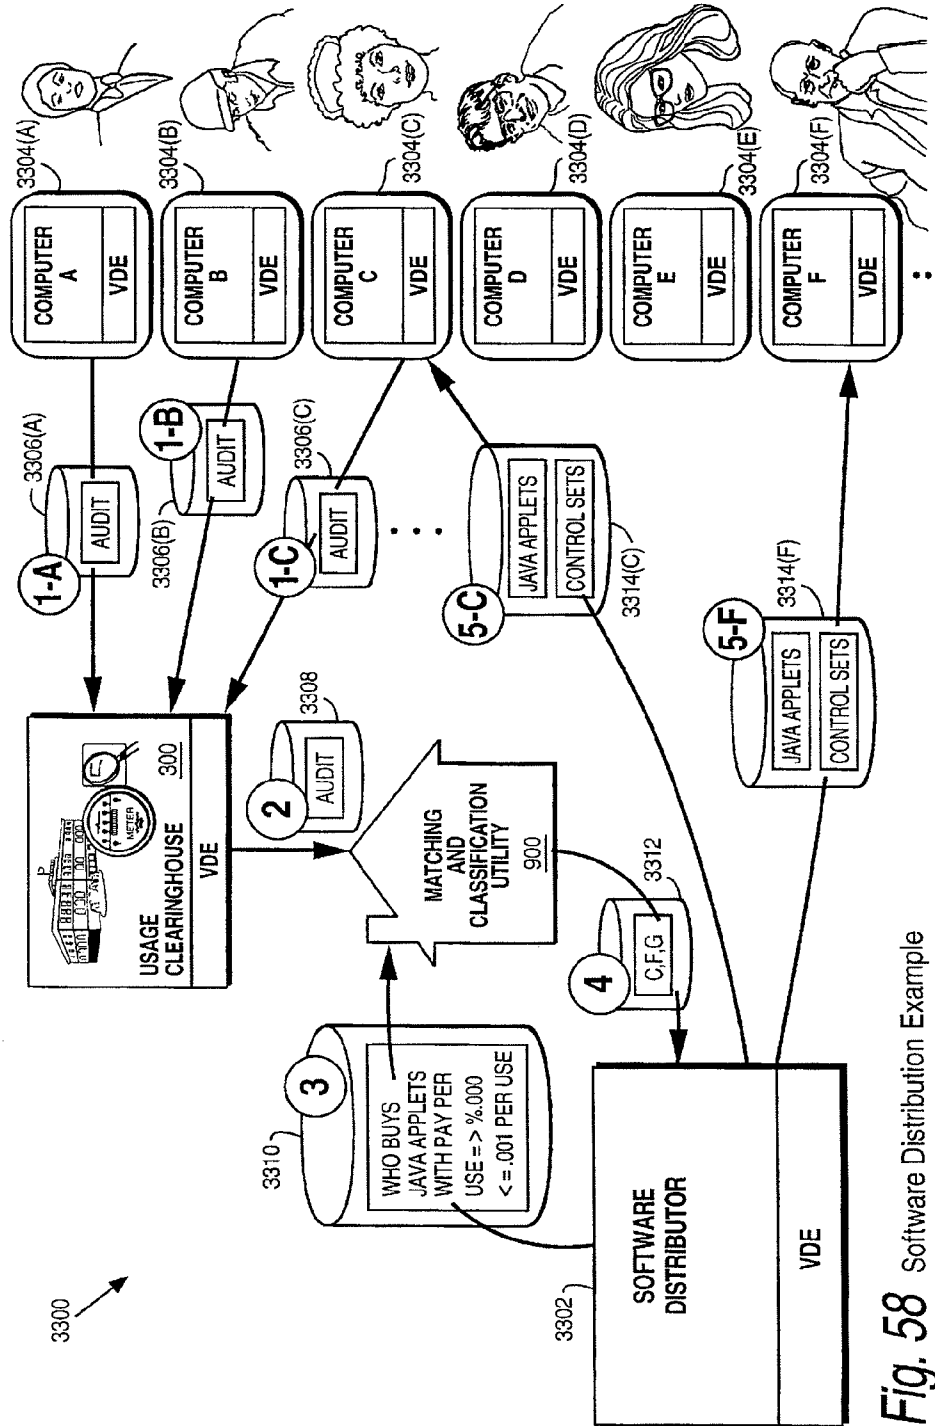 3300
3310
3
WHO BUYS
JAVA APPLETS
WITH PAY PER
USE = > %.000
< = .001 PER USE
3302
SOFTWARE
DISTRIBUTOR
VDE
USAGE
CLEARINGHOUSE
300
METER
VDE
2
3308
AUDIT
MATCHING
AND
CLASSIFICATION
UTILITY
900
4
3312
C,F,G
1-A
3306(A)
AUDIT
1-B
3306(B)
AUDIT
1-C
3306(C)
AUDIT
5-C
JAVA APPLETS
CONTROL SETS
3314(C)
5-F
3314(F)
JAVA APPLETS
CONTROL SETS
COMPUTER
A
VDE
3304(A)
COMPUTER
B
VDE
3304(B)
COMPUTER
C
VDE
3304(C)
COMPUTER
D
VDE
3304(D)
COMPUTER
E
VDE
3304(E)
COMPUTER
F
VDE
3304(F)
Fig. 58 Software Distribution Example